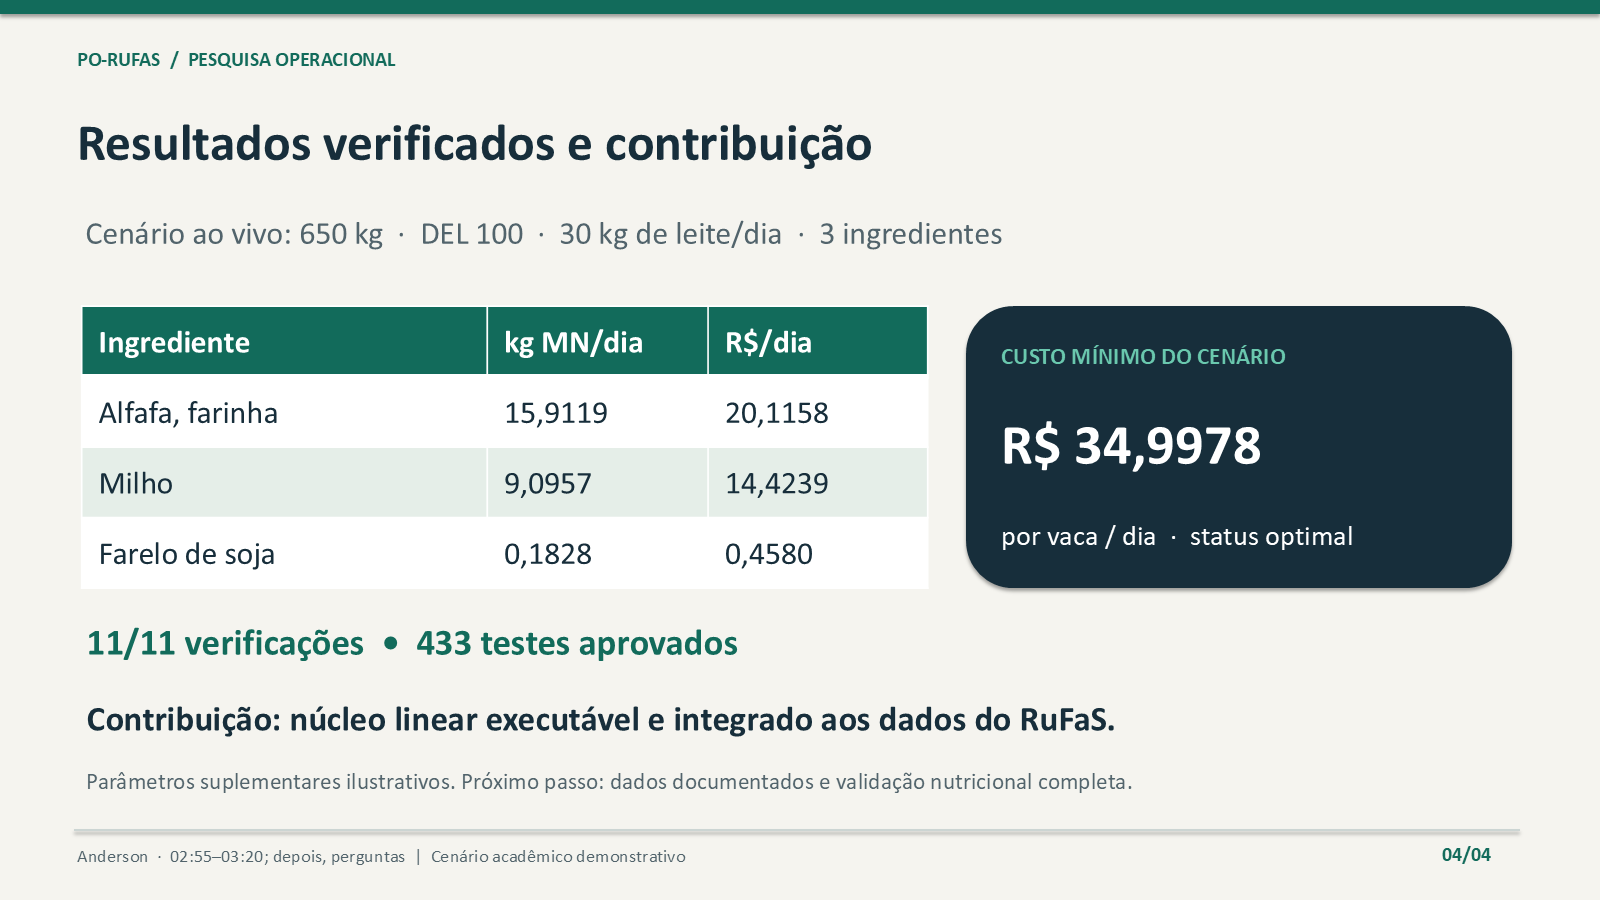 PO-RUFAS / PESQUISA OPERACIONAL
Resultados verificados e contribuição
Cenário ao vivo: 650 kg · DEL 100 · 30 kg de leite/dia · 3 ingredientes
Ingrediente kg MN/dia R$/dia
Alfafa, farinha 15,9119 20,1158
Milho 9,0957 14,4239
Farelo de soja 0,1828 0,4580
CUSTO MÍNIMO DO CENÁRIO
R$ 34,9978
por vaca / dia · status optimal
11/11 verificações • 433 testes aprovados
Contribuição: núcleo linear executável e integrado aos dados do RuFaS.
Parâmetros suplementares ilustrativos. Próximo passo: dados documentados e validação nutricional completa.
Anderson · 02:55–03:20; depois, perguntas | Cenário acadêmico demonstrativo
04/04